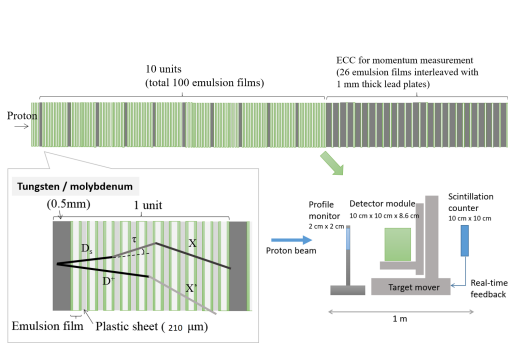 10 units
(total 100 emulsion films)
ECC for momentum measurement
(26 emulsion films interleaved with
1 mm thick lead plates)
Proton
Tungsten / molybdenum
(0.5mm)
1 unit
τ
X
Ds
D+
X'
Emulsion film
Plastic sheet ( 210 μm)
Profile
monitor
2 cm x 2 cm
Detector module
10 cm x 10 cm x 8.6 cm
Scintillation
counter
10 cm x 10 cm
Proton beam
Target mover
Real-time
feedback
1 m